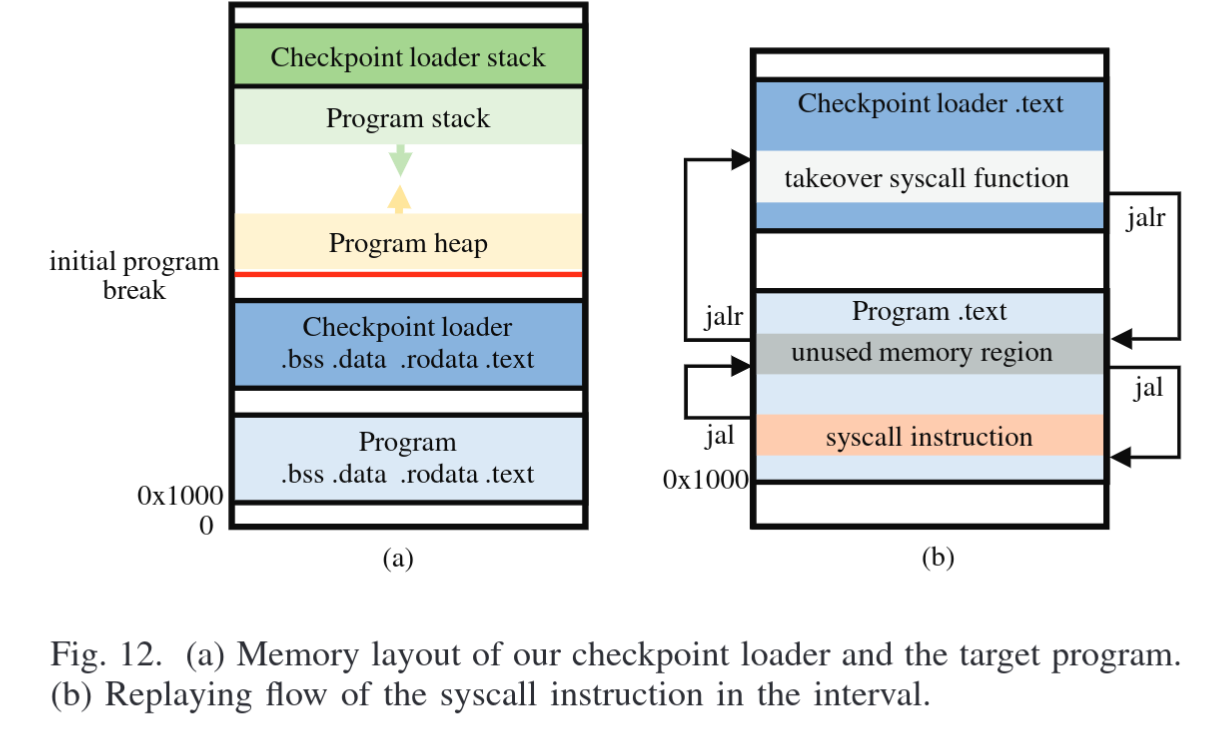 Checkpoint loader stack
Program stack
Program heap
initial program
break
Checkpoint loader
.bss .data .rodata .text
Program
.bss .data .rodata .text
0x1000
0
(a)
Checkpoint loader .text
takeover syscall function
jalr
jalr
Program .text
unused memory region
jal
jal
syscall instruction
0x1000
(b)
Fig. 12. (a) Memory layout of our checkpoint loader and the target program.
(b) Replaying flow of the syscall instruction in the interval.